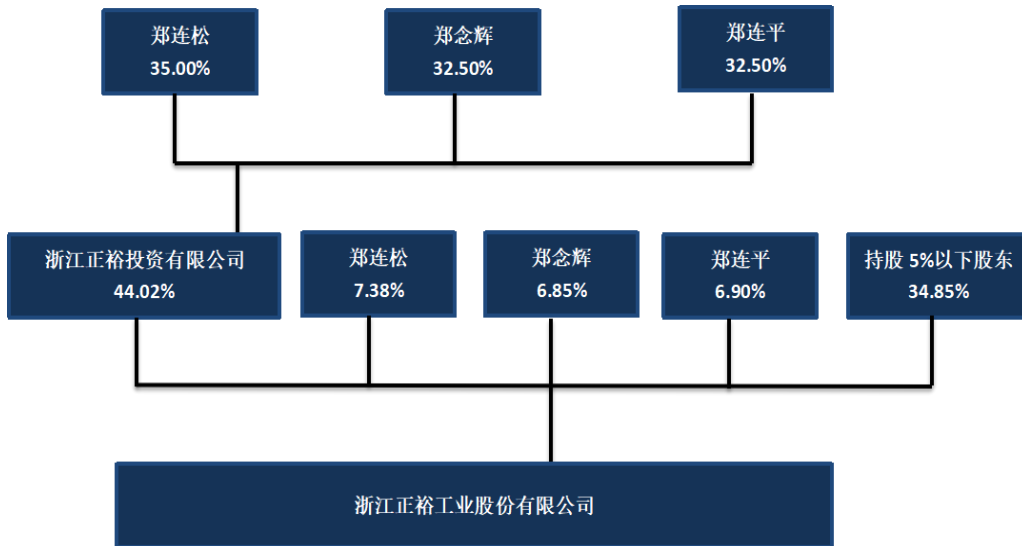 郑连松
35.00%
郑念辉
32.50%
郑连平
32.50%
浙江正裕投资有限公司
44.02%
郑连松
7.38%
郑念辉
6.85%
郑连平
6.90%
持股 5%以下股东
34.85%
浙江正裕工业股份有限公司